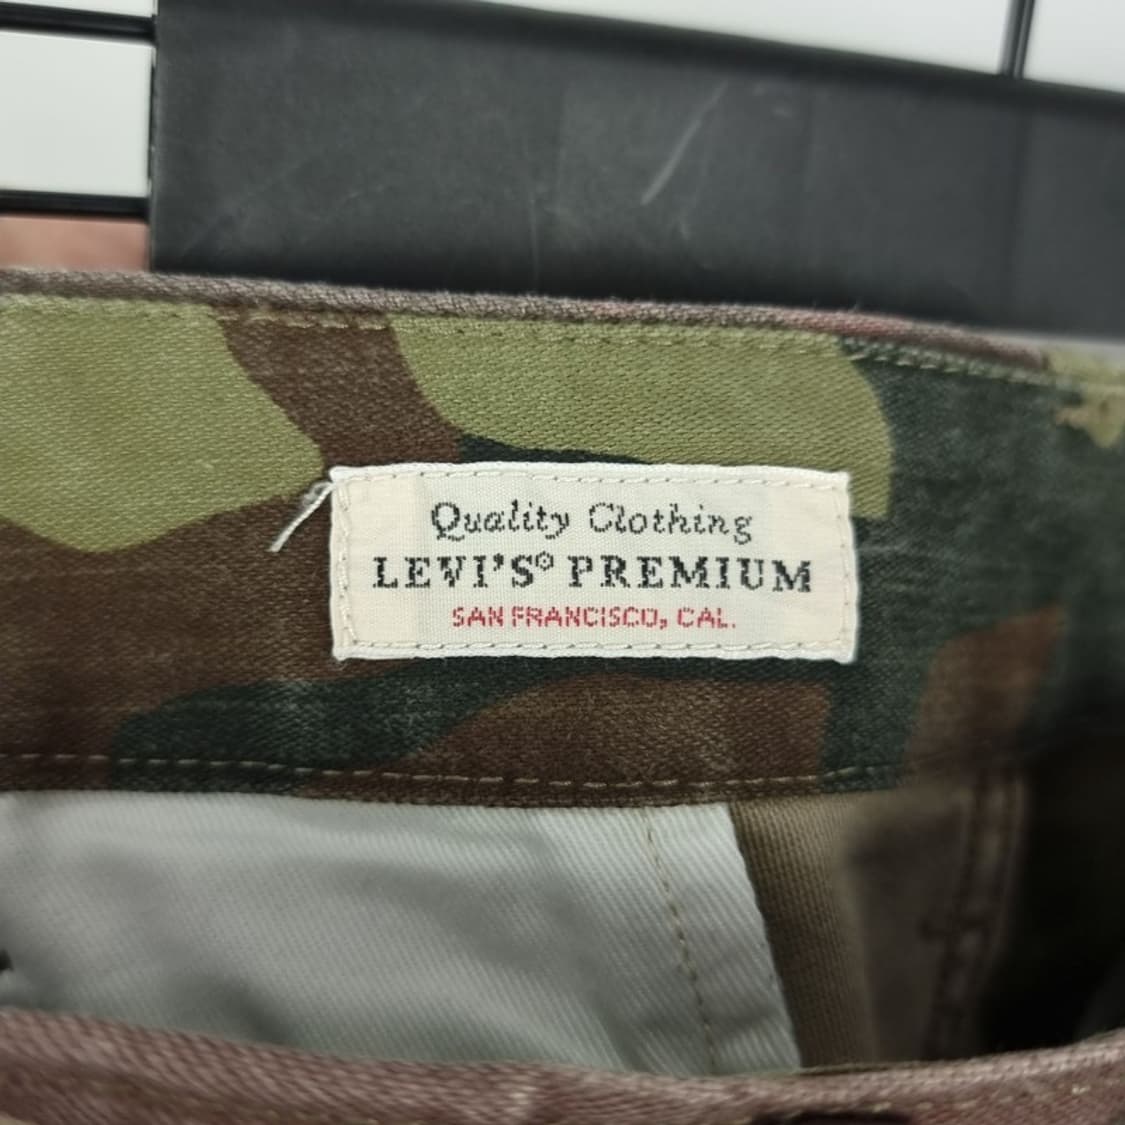 Quality Clothing
LEVI'S® PREMIUM
SAN FRANCISCO, CAL.